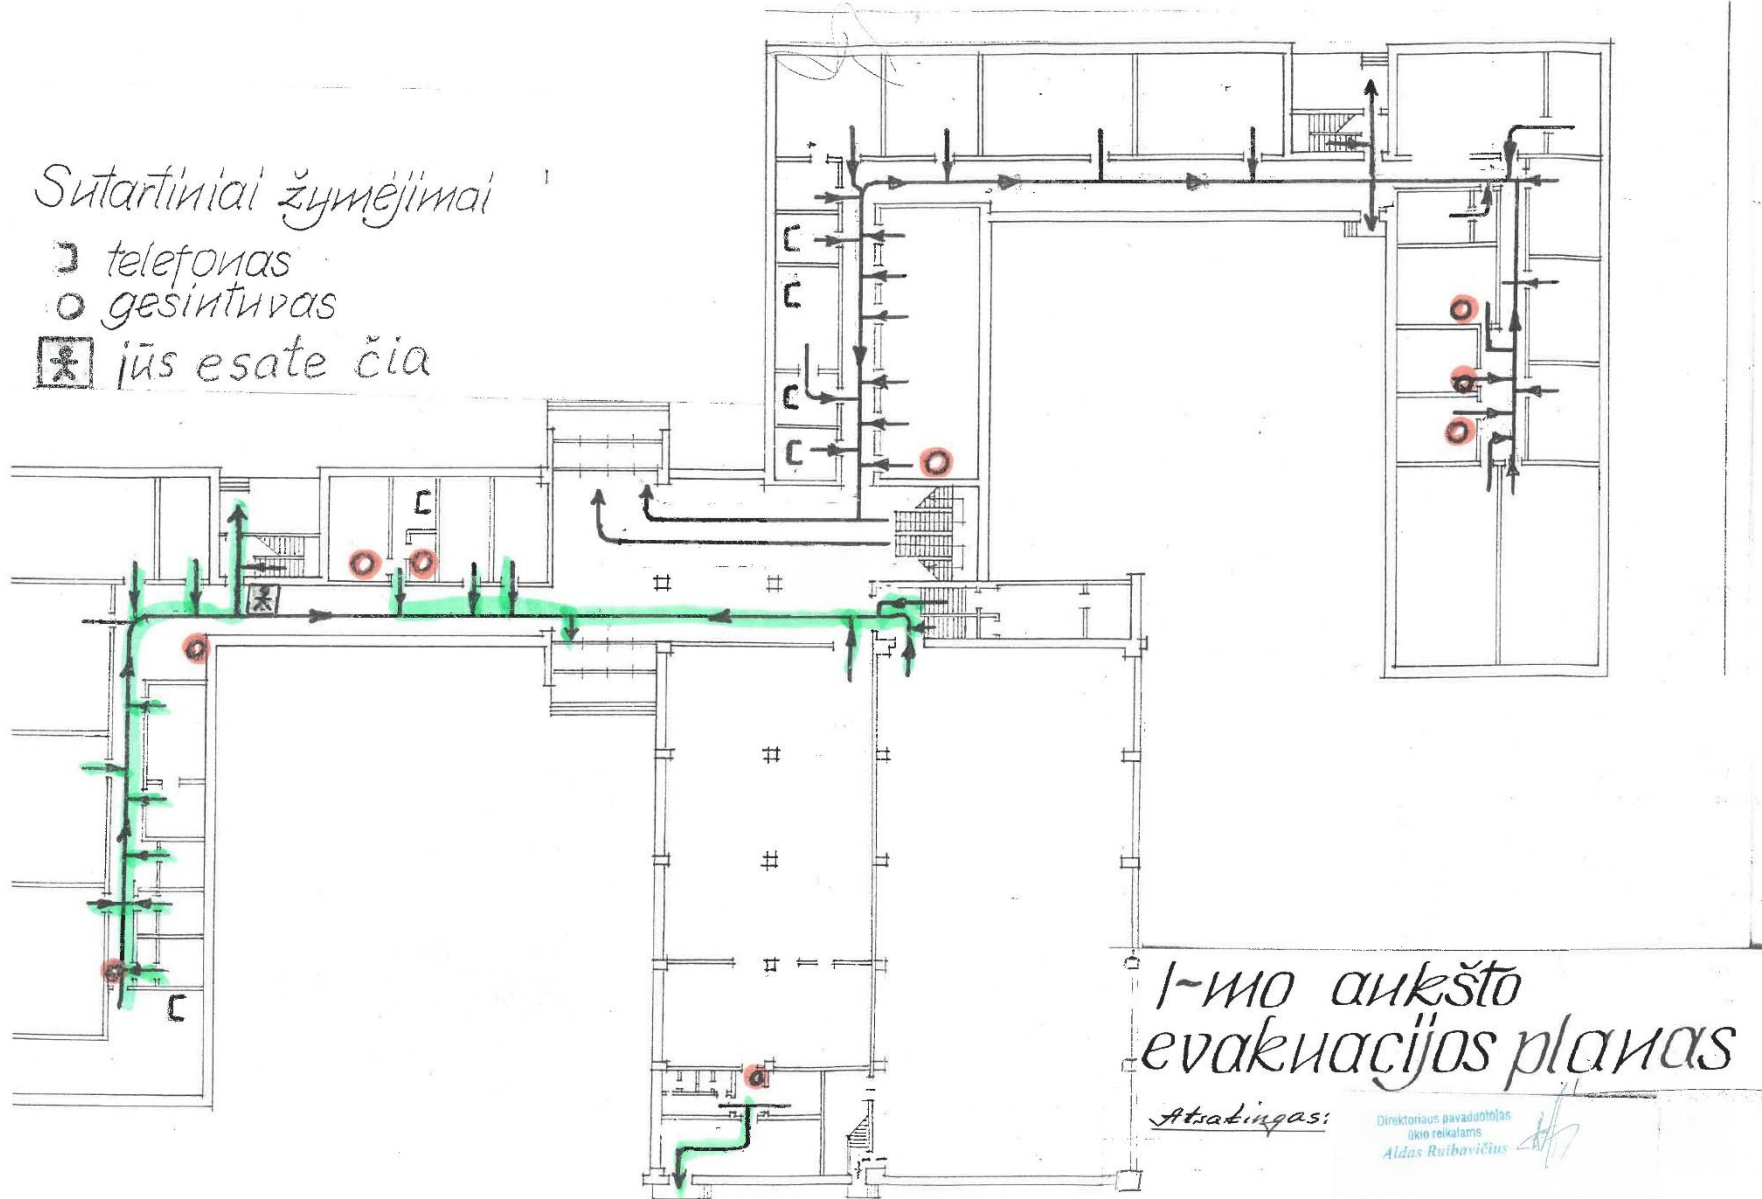 Sutartiniai žymėjimai
telefonas
gesintuvas
jūs esate čia
I-mo aukšto
evakuacijos planas
Atsakingas:
Direktoriaus pavaduotojas
ūkio reikalams
Aldas Ruibavičius